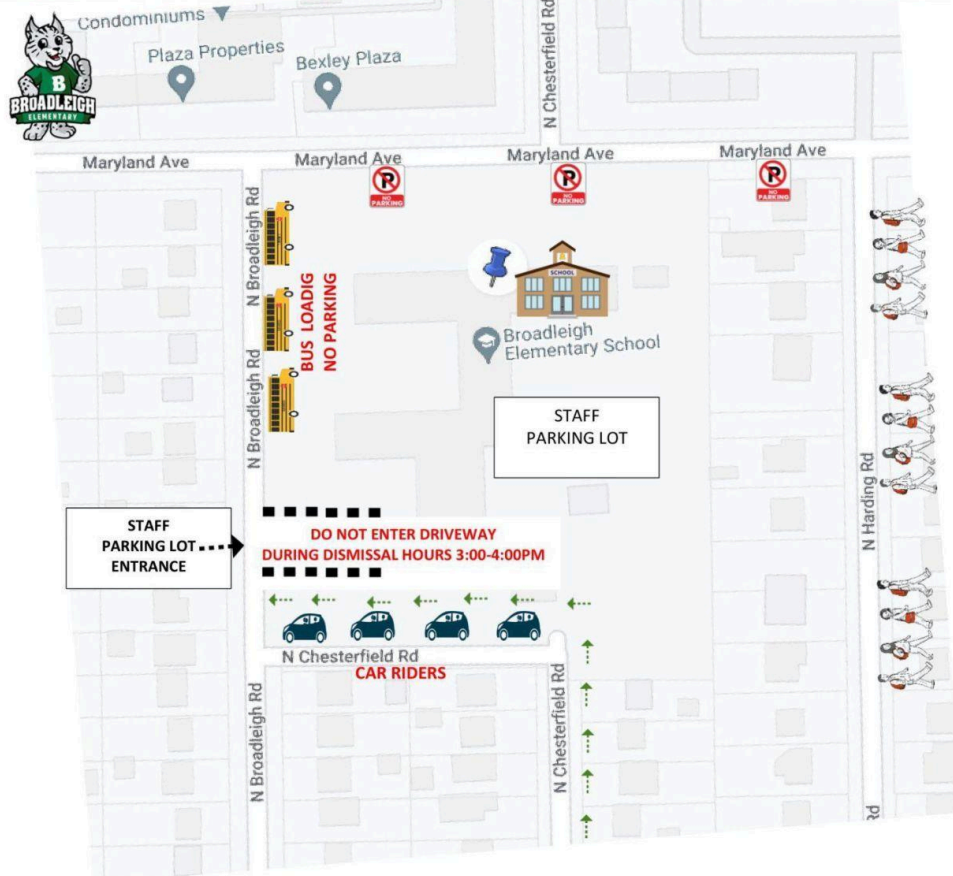 Condominiums
Plaza Properties
Bexley Plaza
N Chesterfield Rd
B
BROADLEIGH
ELEMENTARY
Maryland Ave
Maryland Ave
Maryland Ave
Maryland Ave
P
NO
PARKING
P
NO
PARKING
P
NO
PARKING
N Broadleigh Rd
N Broadleigh Rd
BUS LOADIG
NO PARKING
SCHOOL
Broadleigh
Elementary School
STAFF
PARKING LOT
N Harding Rd
STAFF
PARKING LOT
ENTRANCE
DO NOT ENTER DRIVEWAY
DURING DISMISSAL HOURS 3:00-4:00PM
N Chesterfield Rd
CAR RIDERS
N Broadleigh Rd
N Chesterfield Rd
Rd